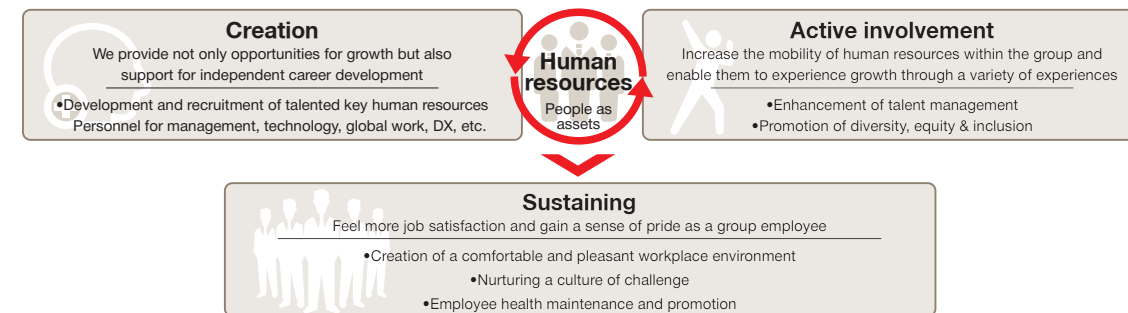 Creation
We provide not only opportunities for growth but also
support for independent career development
•Development and recruitment of talented key human resources
Personnel for management, technology, global work, DX, etc.
Human
resources
People as
assets
Active involvement
Increase the mobility of human resources within the group and
enable them to experience growth through a variety of experiences
•Enhancement of talent management
•Promotion of diversity, equity & inclusion
Sustaining
Feel more job satisfaction and gain a sense of pride as a group employee
•Creation of a comfortable and pleasant workplace environment
•Nurturing a culture of challenge
•Employee health maintenance and promotion